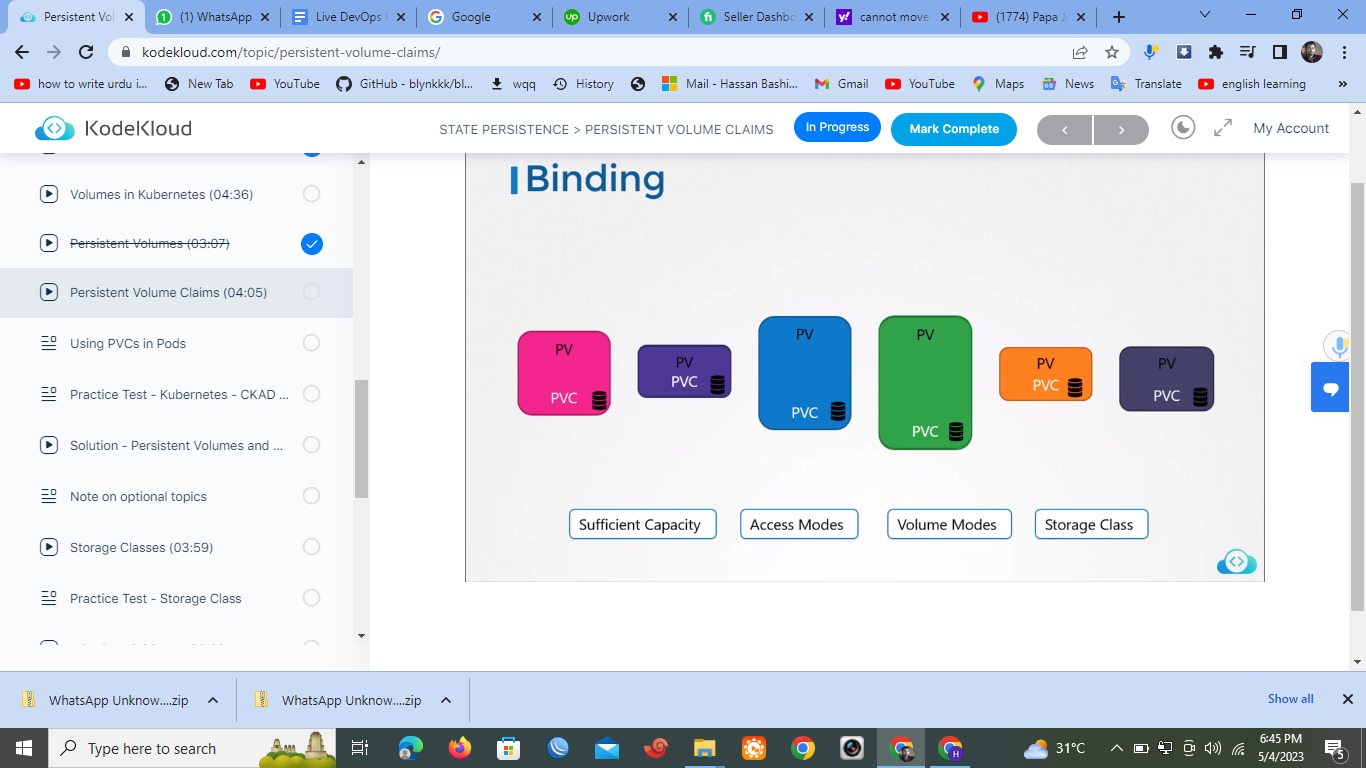 Persistent Vol
(1) WhatsApp
Live DevOps
Google
Upwork
Seller Dashbo
cannot move
(1774) Papa J
kodekloud.com/topic/persistent-volume-claims/
how to write urdu i...
New Tab
YouTube
GitHub - blynkkk/bl...
wqq
History
Mail - Hassan Bashi...
Gmail
YouTube
Maps
News
Translate
english learning
KodeKloud
STATE PERSISTENCE > PERSISTENT VOLUME CLAIMS
In Progress
Mark Complete
My Account
Volumes in Kubernetes (04:36)
Persistent Volumes (03:07)
Persistent Volume Claims (04:05)
Using PVCs in Pods
Practice Test - Kubernetes - CKAD ...
Solution - Persistent Volumes and ...
Note on optional topics
Storage Classes (03:59)
Practice Test - Storage Class
Binding
PV
PVC
PV
PVC
PV
PVC
PV
PVC
PV
PVC
PV
PVC
Sufficient Capacity
Access Modes
Volume Modes
Storage Class
WhatsApp Unknow....zip
WhatsApp Unknow....zip
Show all
Type here to search
H
31°C
6:45 PM
5/4/2023
5